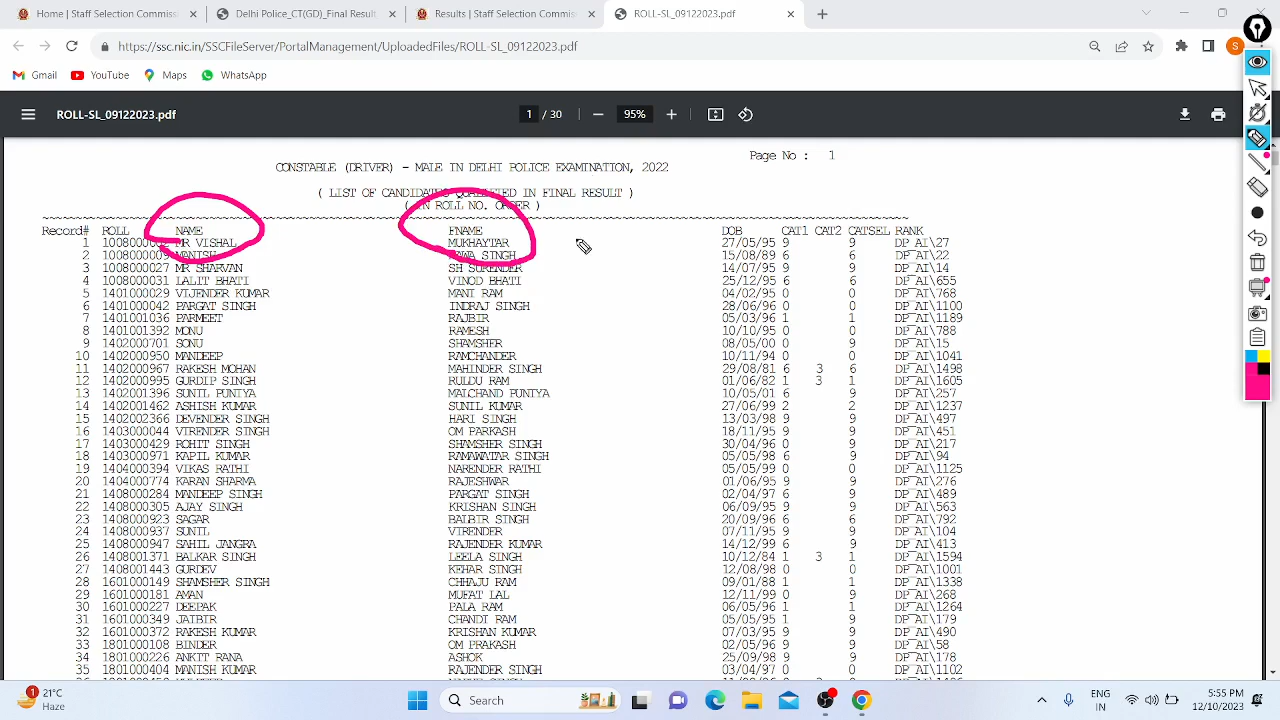 Home | Staff Selection Commiss
Delhi Police_CT(GD)_Final Result
Results | Staff Selection Commis
ROLL-SL_09122023.pdf
https://ssc.nic.in/SSCFileServer/PortalManagement/UploadedFiles/ROLL-SL_09122023.pdf
S
Gmail YouTube Maps WhatsApp
ROLL-SL_09122023.pdf 1 / 30 95%
Page No : 1
CONSTABLE (DRIVER) - MALE IN DELHI POLICE EXAMINATION, 2022
( LIST OF CANDIDATES QUALIFIED IN FINAL RESULT )
( IN ROLL NO. ORDER )
Record# ROLL NAME FNAME DOB CAT1 CAT2 CATSEL RANK
1 1008000002 MR VISHAL MUKHAYTAR 27/05/95 9 9 DP_AI\27
2 1008000009 MANISH SINGH 15/08/89 6 6 DP_AI\22
3 1008000027 MR SHARVAN SH SURENDER 14/07/95 9 9 DP_AI\14
4 1008000031 LALIT BHATI VINOD BHATI 25/12/95 6 6 DP_AI\655
5 1401000029 VIJENDER KUMAR MANI RAM 04/02/95 0 0 DP_AI\768
6 1401000042 PARGAT SINGH INDRAJ SINGH 28/06/96 0 0 DP_AI\1100
7 1401001036 PARMEET RAJBIR 05/03/96 1 1 DP_AI\1189
8 1401001392 MONU RAMESH 10/10/95 0 0 DP_AI\788
9 1402000701 SONU SHAMSHER 08/05/00 0 9 DP_AI\15
10 1402000950 MANDEEP RAMCHANDER 10/11/94 0 0 DP_AI\1041
11 1402000967 RAKESH MOHAN MAHINDER SINGH 29/08/81 6 3 6 DP_AI\1498
12 1402000995 GURDIP SINGH RULDU RAM 01/06/82 1 3 1 DP_AI\1605
13 1402001396 SUNIL PUNIYA MALCHAND PUNIYA 10/05/01 6 9 DP_AI\257
14 1402001462 ASHISH KUMAR SUNIL KUMAR 27/06/99 2 2 DP_AI\1237
15 1402002366 DEVENDER SINGH HARI SINGH 13/03/98 9 9 DP_AI\497
16 1403000044 VIRENDER SINGH OM PARKASH 18/11/95 9 9 DP_AI\451
17 1403000429 ROHIT SINGH SHAMSHER SINGH 30/04/96 0 9 DP_AI\217
18 1403000971 KAPIL KUMAR RAMAWATAR SINGH 05/05/98 6 9 DP_AI\94
19 1404000394 VIKAS RATHI NARENDER RATHI 05/05/99 0 0 DP_AI\1125
20 1404000774 KARAN SHARMA RAJESHWAR 01/06/95 9 9 DP_AI\276
21 1408000284 MANDEEP SINGH PARGAT SINGH 02/04/97 6 9 DP_AI\489
22 1408000305 AJAY SINGH KRISHAN SINGH 06/09/95 9 9 DP_AI\563
23 1408000923 SAGAR BALBIR SINGH 20/09/96 6 6 DP_AI\792
24 1408000937 SUNIL VIRENDER 07/11/95 9 9 DP_AI\104
25 1408000947 SAHIL JANGRA RAJENDER KUMAR 14/12/99 6 9 DP_AI\413
26 1408001371 BALKAR SINGH LEELA SINGH 10/12/84 1 3 1 DP_AI\1594
27 1408001443 GURDEV KEHAR SINGH 12/08/98 0 0 DP_AI\1001
28 1601000149 SHAMSHER SINGH CHHAJU RAM 09/01/88 1 1 DP_AI\1338
29 1601000181 AMAN MUFAT LAL 12/11/99 0 9 DP_AI\268
30 1601000227 DEEPAK PALA RAM 06/05/95 1 1 DP_AI\1264
31 1601000349 JAIBIR CHANDI RAM 05/05/96 1 9 DP_AI\179
32 1601000372 RAKESH KUMAR KRISHAN KUMAR 07/03/95 9 9 DP_AI\490
33 1801000108 BINDER OM PRAKASH 02/05/96 9 9 DP_AI\58
34 1801000226 ANKIT RANA ASHOK 25/09/98 9 9 DP_AI\178
35 1801000404 MANISH KUMAR RAJENDER SINGH 03/04/97 0 0 DP_AI\1102
1
21°C
Haze
Search
ENG
IN
5:55 PM
12/10/2023